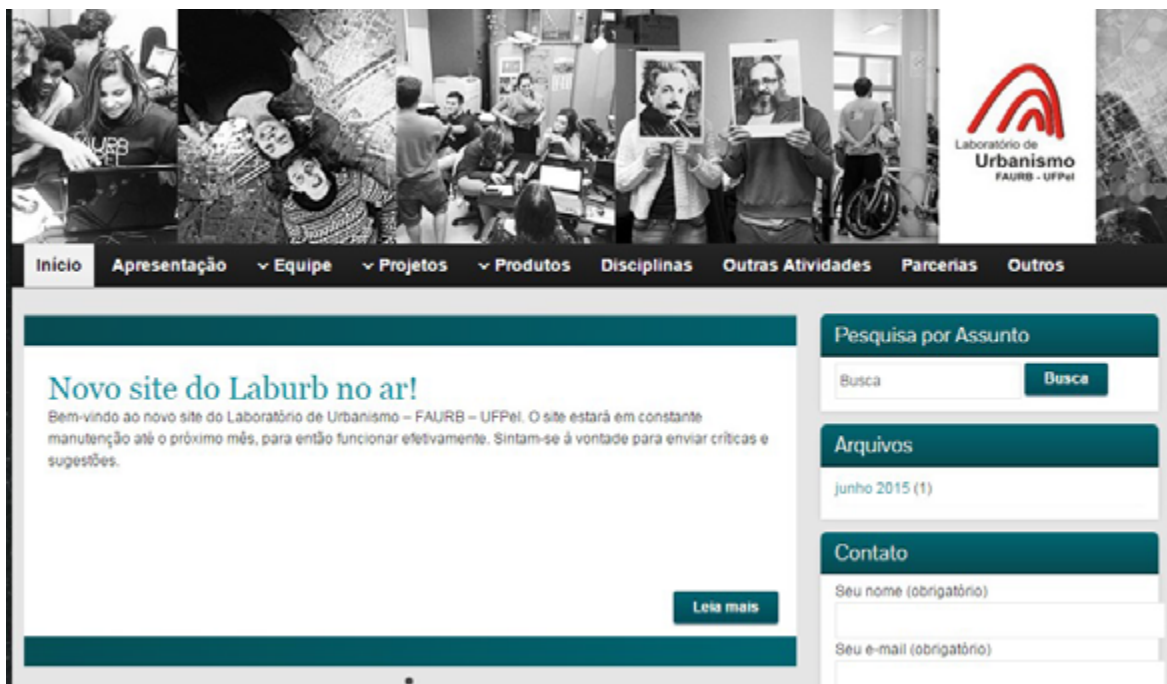 Laboratório de
Urbanismo
FAURB - UFPel
Início Apresentação Equipe Projetos Produtos Disciplinas Outras Atividades Parcerias Outros
Novo site do Laburb no ar!
Bem-vindo ao novo site do Laboratório de Urbanismo – FAURB – UFPel. O site estará em constante
manutenção até o próximo mês, para então funcionar efetivamente. Sintam-se á vontade para enviar críticas e
sugestões.
Leia mais
Pesquisa por Assunto
Busca Busca
Arquivos
junho 2015 (1)
Contato
Seu nome (obrigatório)
Seu e-mail (obrigatório)